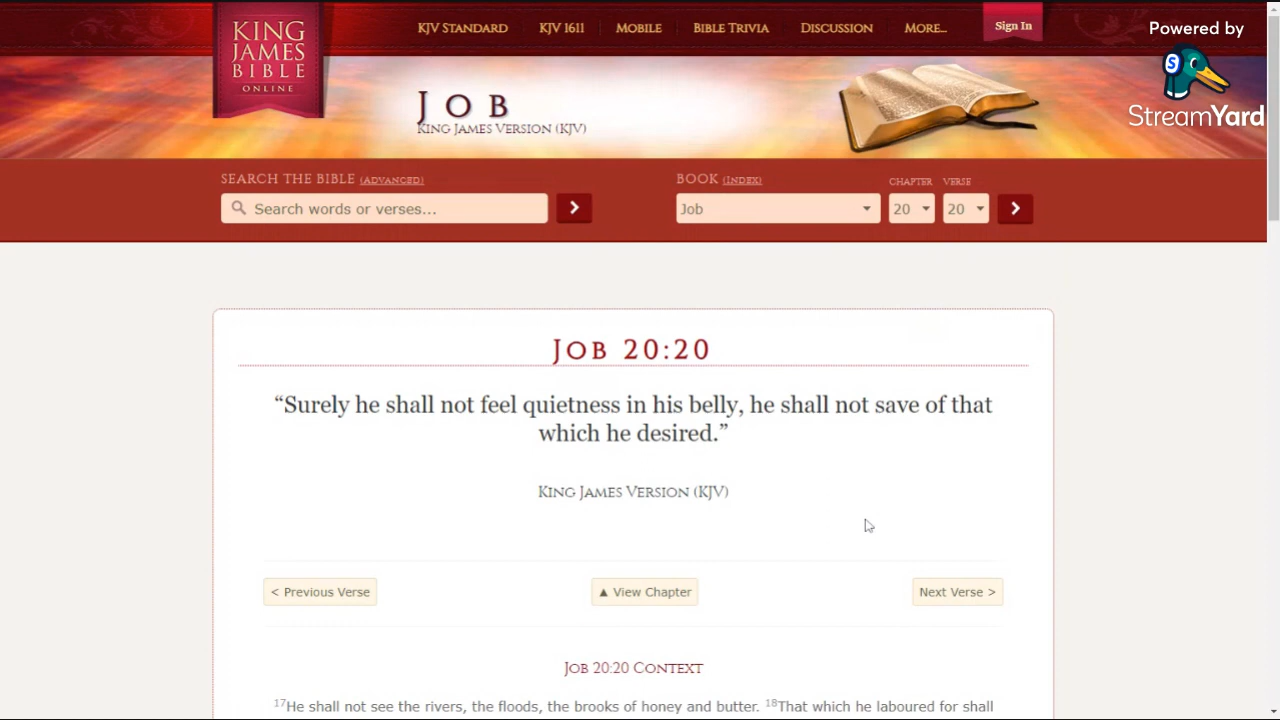 KING JAMES BIBLE ONLINE
KJV STANDARD KJV 1611 MOBILE BIBLE TRIVIA DISCUSSION MORE... Sign In
Powered by
S
StreamYard
JOB
KING JAMES VERSION (KJV)
SEARCH THE BIBLE (ADVANCED) BOOK (INDEX) CHAPTER VERSE
Search words or verses... Job 20 20
JOB 20:20
“Surely he shall not feel quietness in his belly, he shall not save of that
which he desired.”
KING JAMES VERSION (KJV)
< Previous Verse ▲ View Chapter Next Verse >
JOB 20:20 CONTEXT
17He shall not see the rivers, the floods, the brooks of honey and butter. 18That which he laboured for shall